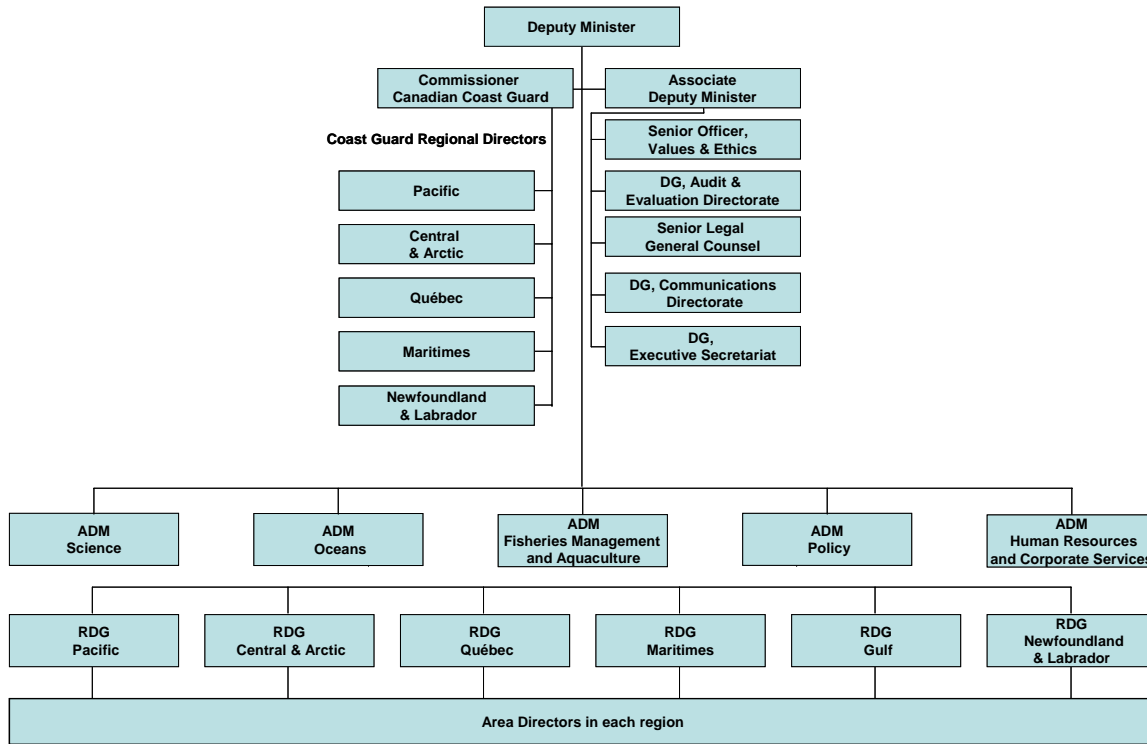 Deputy Minister
Commissioner
Canadian Coast Guard
Associate
Deputy Minister
Coast Guard Regional Directors
Pacific
Central
& Arctic
Québec
Maritimes
Newfoundland
& Labrador
Senior Officer,
Values & Ethics
DG, Audit &
Evaluation Directorate
Senior Legal
General Counsel
DG, Communications
Directorate
DG,
Executive Secretariat
ADM
Science
ADM
Oceans
ADM
Fisheries Management
and Aquaculture
ADM
Policy
ADM
Human Resources
and Corporate Services
RDG
Pacific
RDG
Central & Arctic
RDG
Québec
RDG
Maritimes
RDG
Gulf
RDG
Newfoundland
& Labrador
Area Directors in each region